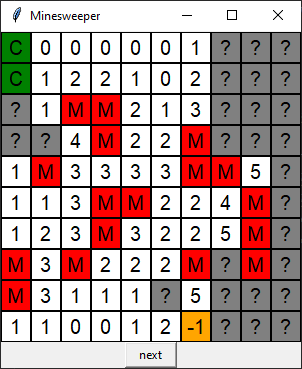 Minesweeper
C 0 0 0 0 0 1 ? ? ?
C 1 2 2 1 0 2 ? ? ?
? 1 M M 2 1 3 ? ? ?
? ? 4 M 2 2 M ? ? ?
1 M 3 3 3 3 M M 5 ?
1 1 3 M M 2 2 4 M ?
1 2 3 M 3 2 2 5 M ?
M 3 M 2 2 2 M ? M ?
M 3 1 1 1 ? 5 ? ? ?
1 1 0 0 1 2 -1 ? ? ?
next